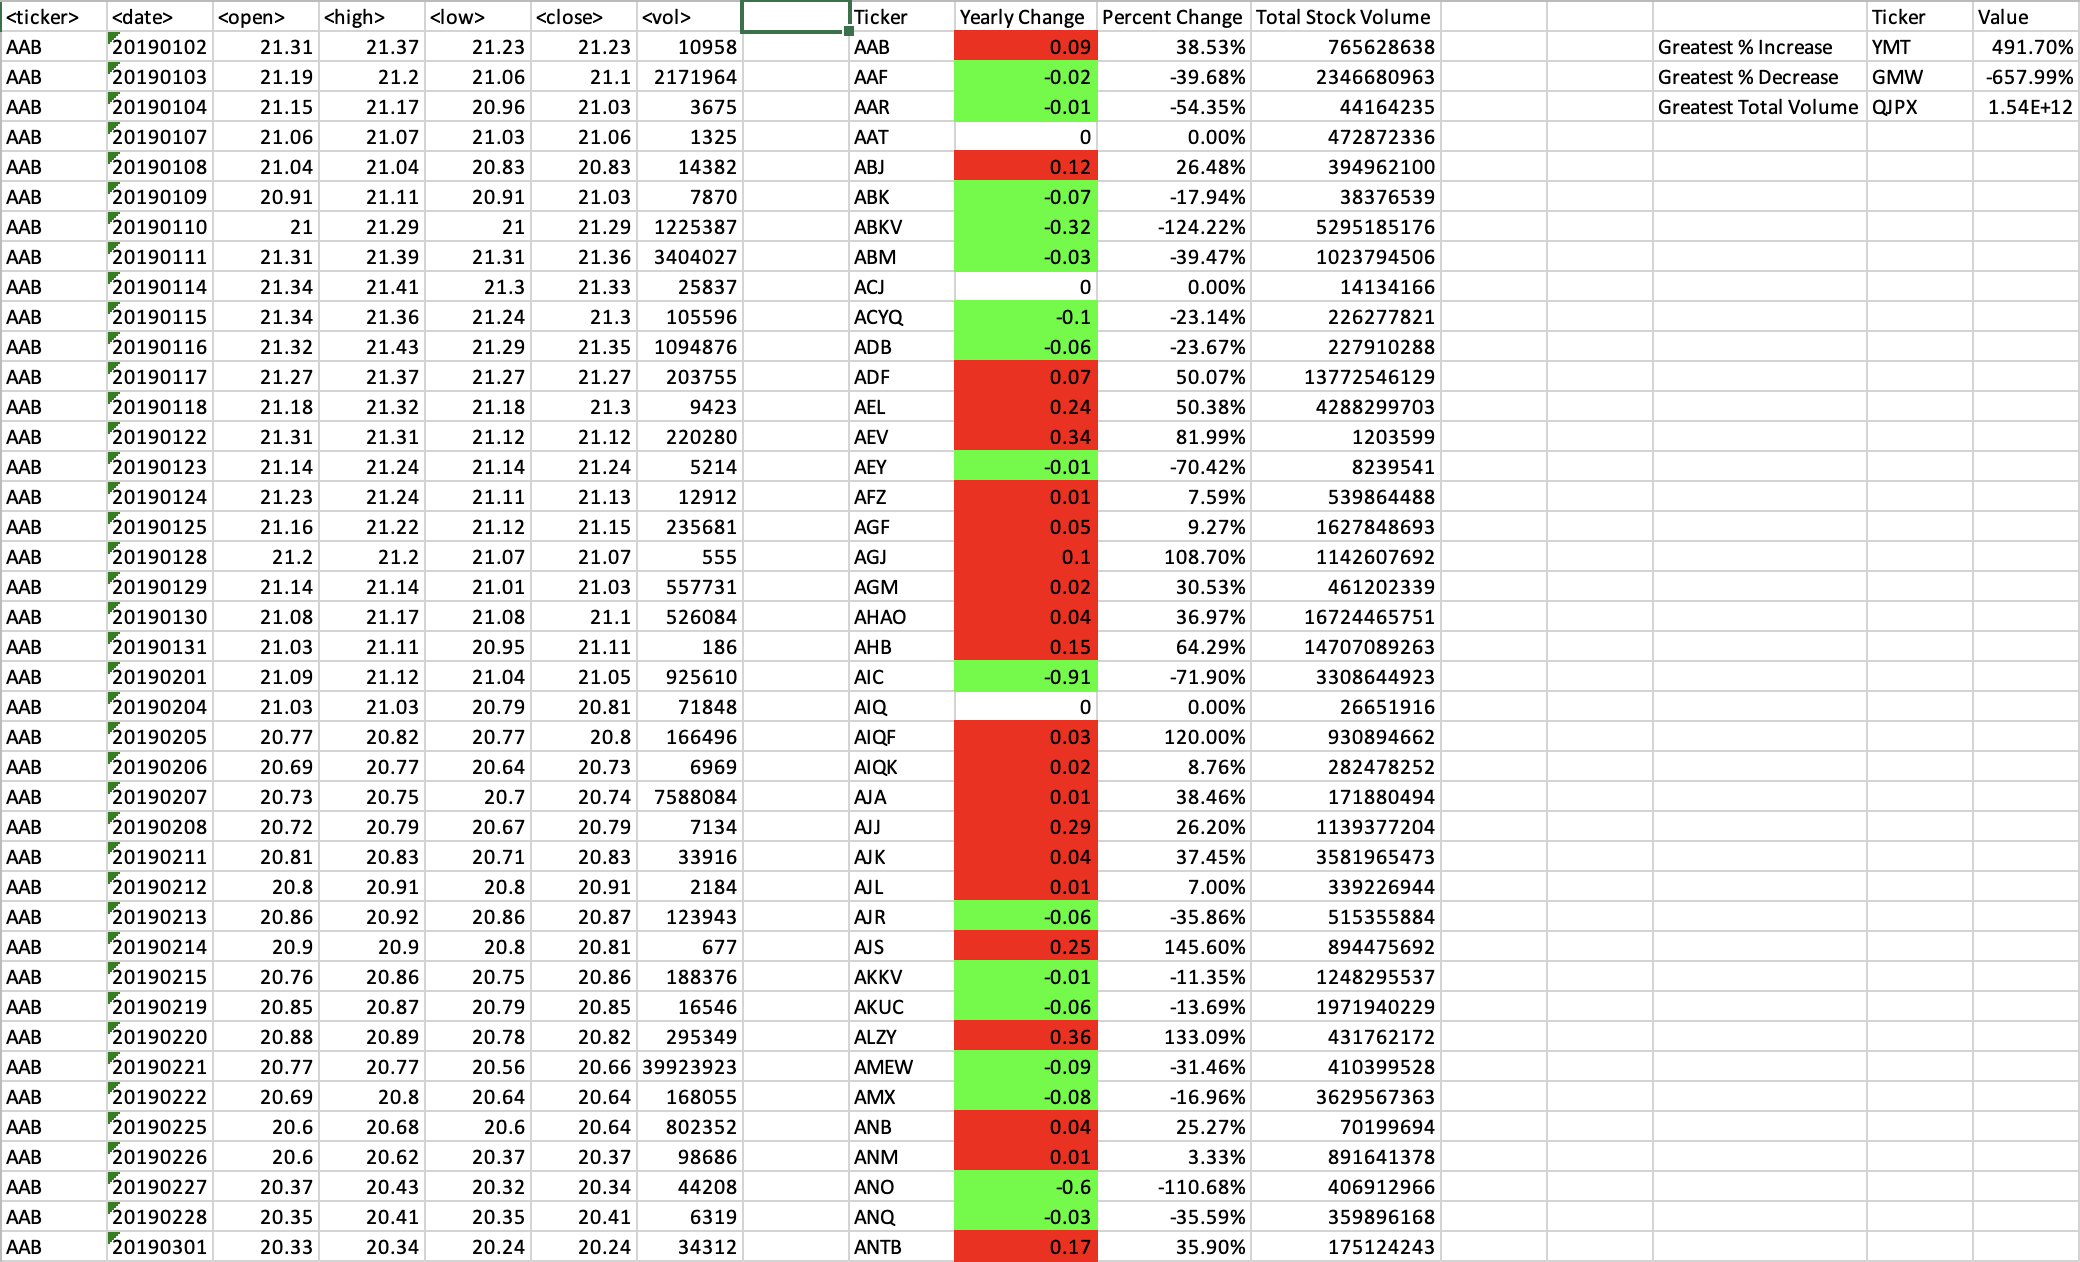 <ticker> <date> <open> <high> <low> <close> <vol> Ticker Yearly Change Percent Change Total Stock Volume Ticker Value
AAB 20190102 21.31 21.37 21.23 21.23 10958 AAB 0.09 38.53% 765628638 Greatest % Increase YMT 491.70%
AAB 20190103 21.19 21.2 21.06 21.1 2171964 AAF -0.02 -39.68% 2346680963 Greatest % Decrease GMW -657.99%
AAB 20190104 21.15 21.17 20.96 21.03 3675 AAR -0.01 -54.35% 44164235 Greatest Total Volume QJPX 1.54E+12
AAB 20190107 21.06 21.07 21.03 21.06 1325 AAT 0 0.00% 472872336
AAB 20190108 21.04 21.04 20.83 20.83 14382 ABJ 0.12 26.48% 394962100
AAB 20190109 20.91 21.11 20.91 21.03 7870 ABK -0.07 -17.94% 38376539
AAB 20190110 21 21.29 21 21.29 1225387 ABKV -0.32 -124.22% 5295185176
AAB 20190111 21.31 21.39 21.31 21.36 3404027 ABM -0.03 -39.47% 1023794506
AAB 20190114 21.34 21.41 21.3 21.33 25837 ACJ 0 0.00% 14134166
AAB 20190115 21.34 21.36 21.24 21.3 105596 ACYQ -0.1 -23.14% 226277821
AAB 20190116 21.32 21.43 21.29 21.35 1094876 ADB -0.06 -23.67% 227910288
AAB 20190117 21.27 21.37 21.27 21.27 203755 ADF 0.07 50.07% 13772546129
AAB 20190118 21.18 21.32 21.18 21.3 9423 AEL 0.24 50.38% 4288299703
AAB 20190122 21.31 21.31 21.12 21.12 220280 AEV 0.34 81.99% 1203599
AAB 20190123 21.14 21.24 21.14 21.24 5214 AEY -0.01 -70.42% 8239541
AAB 20190124 21.23 21.24 21.11 21.13 12912 AFZ 0.01 7.59% 539864488
AAB 20190125 21.16 21.22 21.12 21.15 235681 AGF 0.05 9.27% 1627848693
AAB 20190128 21.2 21.2 21.07 21.07 555 AGJ 0.1 108.70% 1142607692
AAB 20190129 21.14 21.14 21.01 21.03 557731 AGM 0.02 30.53% 461202339
AAB 20190130 21.08 21.17 21.08 21.1 526084 AHAO 0.04 36.97% 16724465751
AAB 20190131 21.03 21.11 20.95 21.11 186 AHB 0.15 64.29% 14707089263
AAB 20190201 21.09 21.12 21.04 21.05 925610 AIC -0.91 -71.90% 3308644923
AAB 20190204 21.03 21.03 20.79 20.81 71848 AIQ 0 0.00% 26651916
AAB 20190205 20.77 20.82 20.77 20.8 166496 AIQF 0.03 120.00% 930894662
AAB 20190206 20.69 20.77 20.64 20.73 6969 AIQK 0.02 8.76% 282478252
AAB 20190207 20.73 20.75 20.7 20.74 7588084 AJA 0.01 38.46% 171880494
AAB 20190208 20.72 20.79 20.67 20.79 7134 AJJ 0.29 26.20% 1139377204
AAB 20190211 20.81 20.83 20.71 20.83 33916 AJK 0.04 37.45% 3581965473
AAB 20190212 20.8 20.91 20.8 20.91 2184 AJL 0.01 7.00% 339226944
AAB 20190213 20.86 20.92 20.86 20.87 123943 AJR -0.06 -35.86% 515355884
AAB 20190214 20.9 20.9 20.8 20.81 677 AJS 0.25 145.60% 894475692
AAB 20190215 20.76 20.86 20.75 20.86 188376 AKKV -0.01 -11.35% 1248295537
AAB 20190219 20.85 20.87 20.79 20.85 16546 AKUC -0.06 -13.69% 1971940229
AAB 20190220 20.88 20.89 20.78 20.82 295349 ALZY 0.36 133.09% 431762172
AAB 20190221 20.77 20.77 20.56 20.66 39923923 AMEW -0.09 -31.46% 410399528
AAB 20190222 20.69 20.8 20.64 20.64 168055 AMX -0.08 -16.96% 3629567363
AAB 20190225 20.6 20.68 20.6 20.64 802352 ANB 0.04 25.27% 70199694
AAB 20190226 20.6 20.62 20.37 20.37 98686 ANM 0.01 3.33% 891641378
AAB 20190227 20.37 20.43 20.32 20.34 44208 ANO -0.6 -110.68% 406912966
AAB 20190228 20.35 20.41 20.35 20.41 6319 ANQ -0.03 -35.59% 359896168
AAB 20190301 20.33 20.34 20.24 20.24 34312 ANTB 0.17 35.90% 175124243